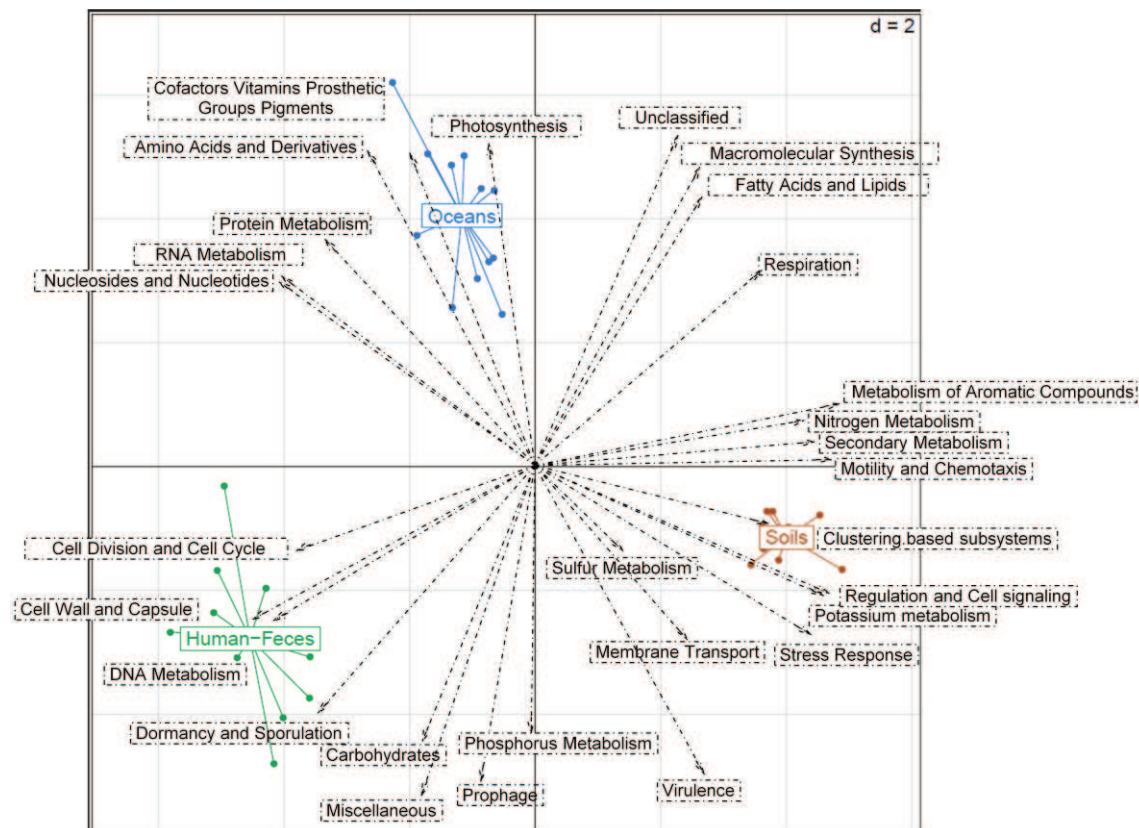 d = 2
Cofactors Vitamins Prosthetic
Groups Pigments
Photosynthesis
Unclassified
Amino Acids and Derivatives
Macromolecular Synthesis
Fatty Acids and Lipids
Oceans
Protein Metabolism
RNA Metabolism
Respiration
Nucleosides and Nucleotides
Metabolism of Aromatic Compounds
Nitrogen Metabolism
Secondary Metabolism
Motility and Chemotaxis
Soils
Clustering.based subsystems
Cell Division and Cell Cycle
Sulfur Metabolism
Regulation and Cell signaling
Cell Wall and Capsule
Potassium metabolism
Human-Feces
Membrane Transport
Stress Response
DNA Metabolism
Dormancy and Sporulation
Carbohydrates
Phosphorus Metabolism
Virulence
Prophage
Miscellaneous